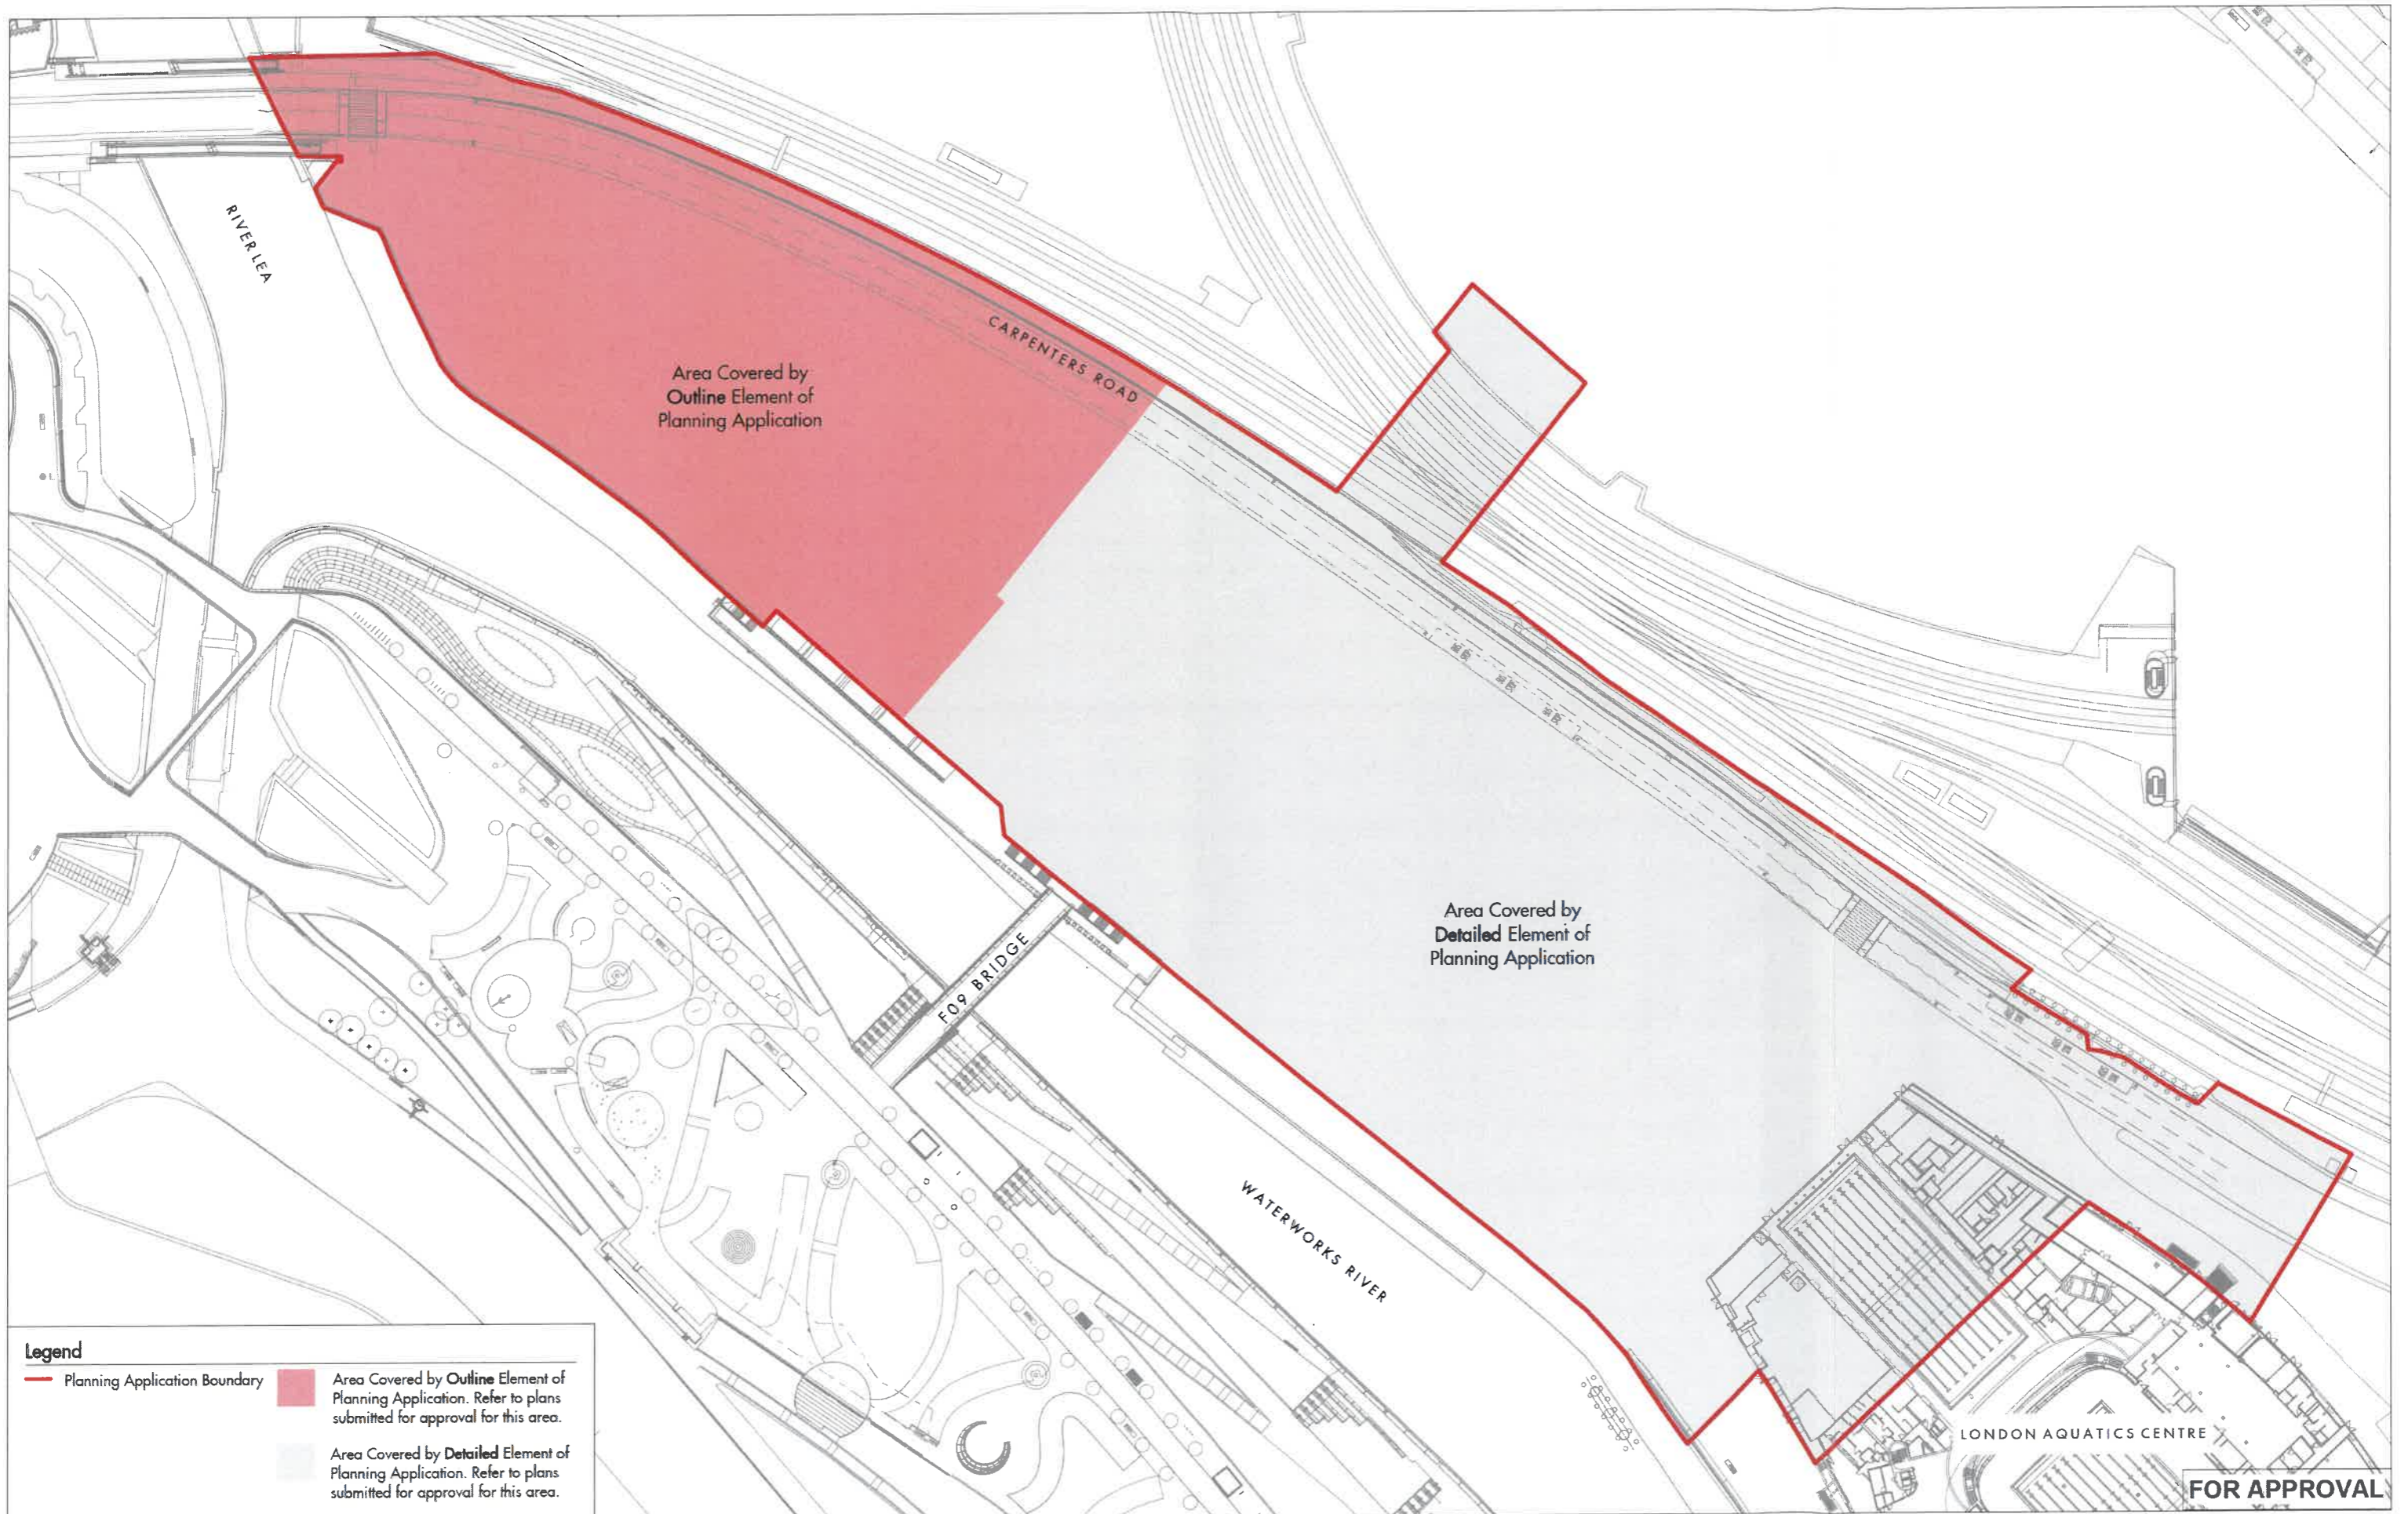 RIVER LEA
CARPENTERS ROAD
Area Covered by
Outline Element of
Planning Application
Area Covered by
Detailed Element of
Planning Application
F09 BRIDGE
WATERWORKS RIVER
LONDON AQUATICS CENTRE
Legend
Planning Application Boundary
Area Covered by Outline Element of
Planning Application. Refer to plans
submitted for approval for this area.
Area Covered by Detailed Element of
Planning Application. Refer to plans
submitted for approval for this area.
FOR APPROVAL